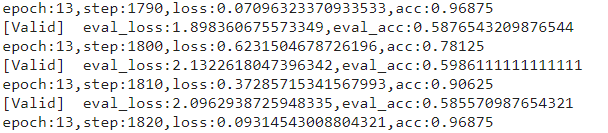 epoch:13,step:1790,loss:0.07096323370933533,acc:0.96875
[Valid]  eval_loss:1.898360675573349,eval_acc:0.5876543209876544
epoch:13,step:1800,loss:0.6231504678726196,acc:0.78125
[Valid]  eval_loss:2.1322618047396342,eval_acc:0.5986111111111111
epoch:13,step:1810,loss:0.37285715341567993,acc:0.90625
[Valid]  eval_loss:2.0962938725948335,eval_acc:0.585570987654321
epoch:13,step:1820,loss:0.09314543008804321,acc:0.96875